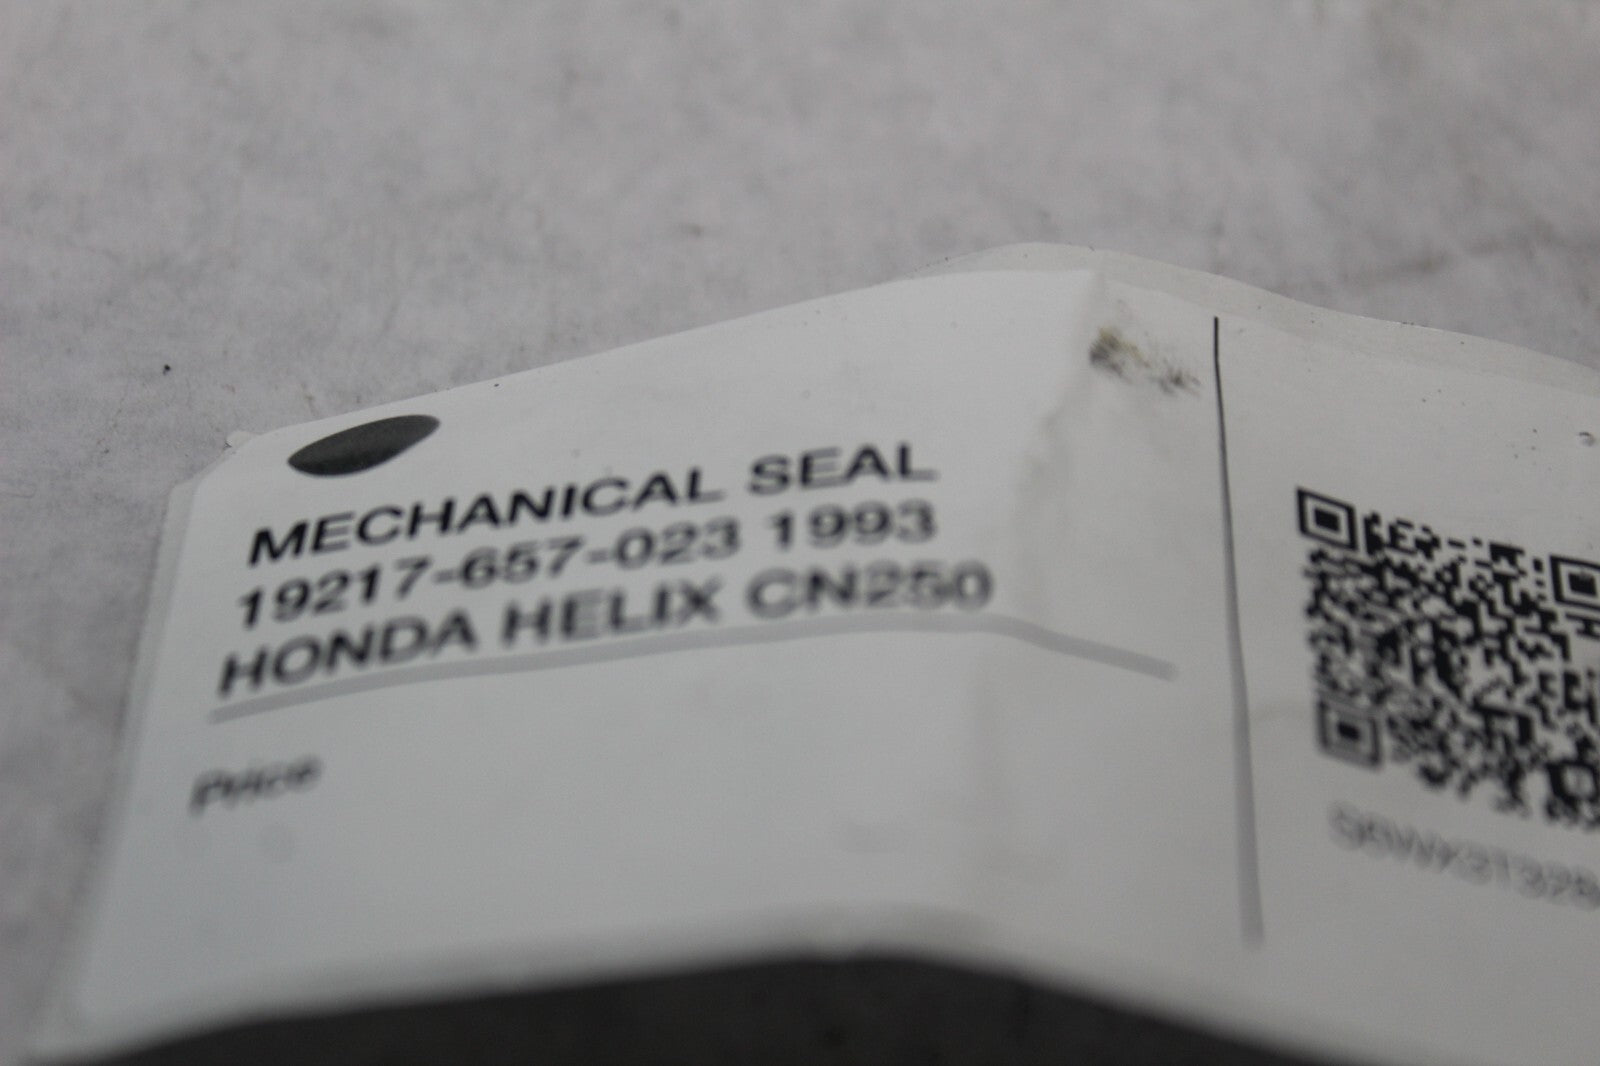 MECHANICAL SEAL
19217-657-023 1993
HONDA HELIX CN250
Price